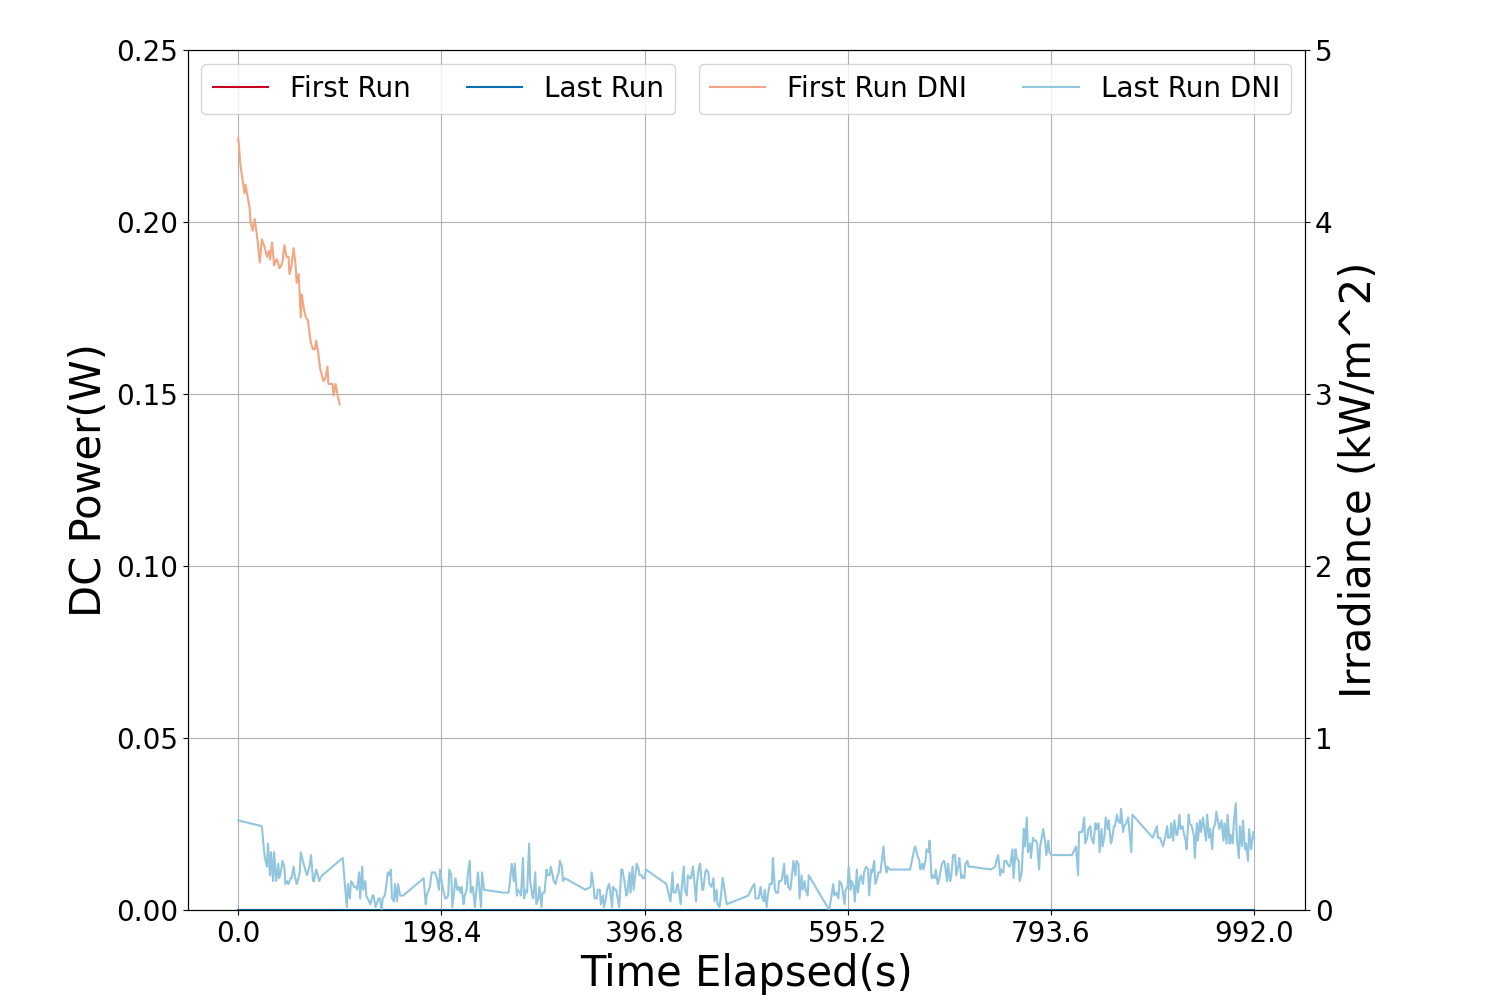 First Run
Last Run
First Run DNI
Last Run DNI
0.25
0.20
0.15
0.10
0.05
0.00
DC Power(W)
5
4
3
2
1
0
Irradiance (kW/m^2)
0.0
198.4
396.8
595.2
793.6
992.0
Time Elapsed(s)